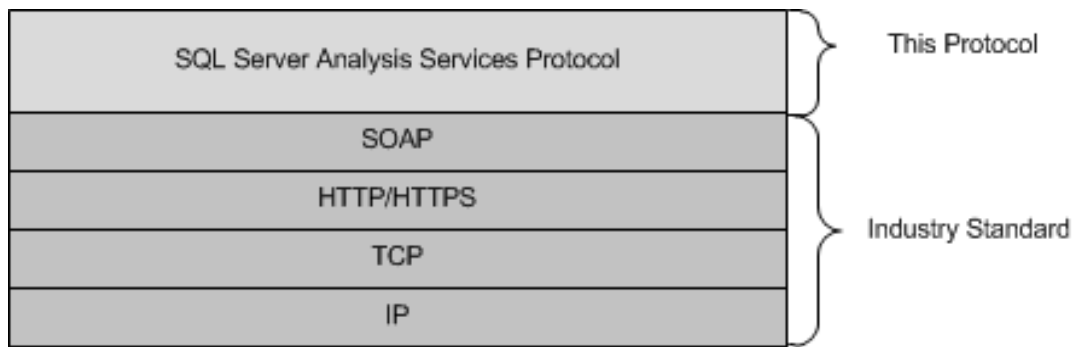 SQL Server Analysis Services Protocol
This Protocol
SOAP
HTTP/HTTPS
TCP
IP
Industry Standard